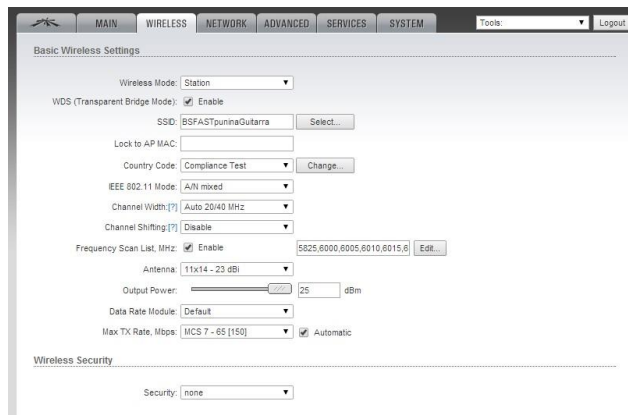 MAIN WIRELESS NETWORK ADVANCED SERVICES SYSTEM Tools: Logout
Basic Wireless Settings
Wireless Mode: Station
WDS (Transparent Bridge Mode): Enable
SSID: BSFASTpuninaGuitarra Select...
Lock to AP MAC:
Country Code: Compliance Test Change...
IEEE 802.11 Mode: A/N mixed
Channel Width:[?] Auto 20/40 MHz
Channel Shifting:[?] Disable
Frequency Scan List, MHz: Enable 5825,6000,6005,6010,6015,6 Edit...
Antenna: 11x14 - 23 dBi
Output Power: 25 dBm
Data Rate Module: Default
Max TX Rate, Mbps: MCS 7 - 65 [150] Automatic
Wireless Security
Security: none